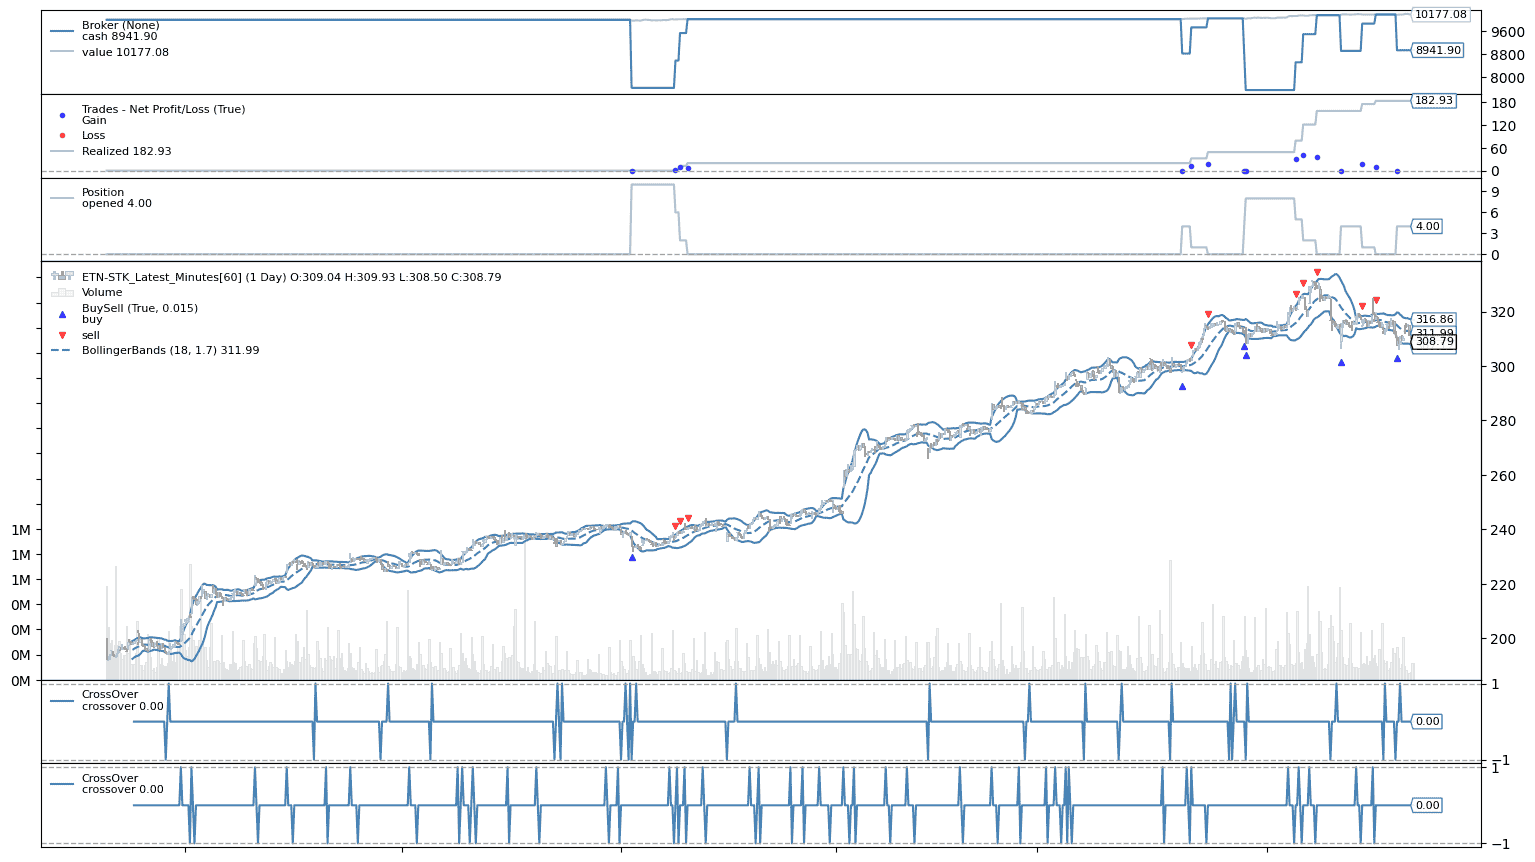 Broker (None)
cash 8941.90
value 10177.08
10177.08
9600
8941.90
8800
8000
Trades - Net Profit/Loss (True)
Gain
Loss
Realized 182.93
182.93
180
120
60
0
Position
opened 4.00
9
6
4.00
3
0
ETN-STK_Latest_Minutes[60] (1 Day) O:309.04 H:309.93 L:308.50 C:308.79
Volume
BuySell (True, 0.015)
buy
sell
BollingerBands (18, 1.7) 311.99
320
316.86
311.99
308.79
300
280
260
240
220
200
1M
1M
1M
0M
0M
0M
0M
CrossOver
crossover 0.00
1
0.00
−1
CrossOver
crossover 0.00
1
0.00
−1